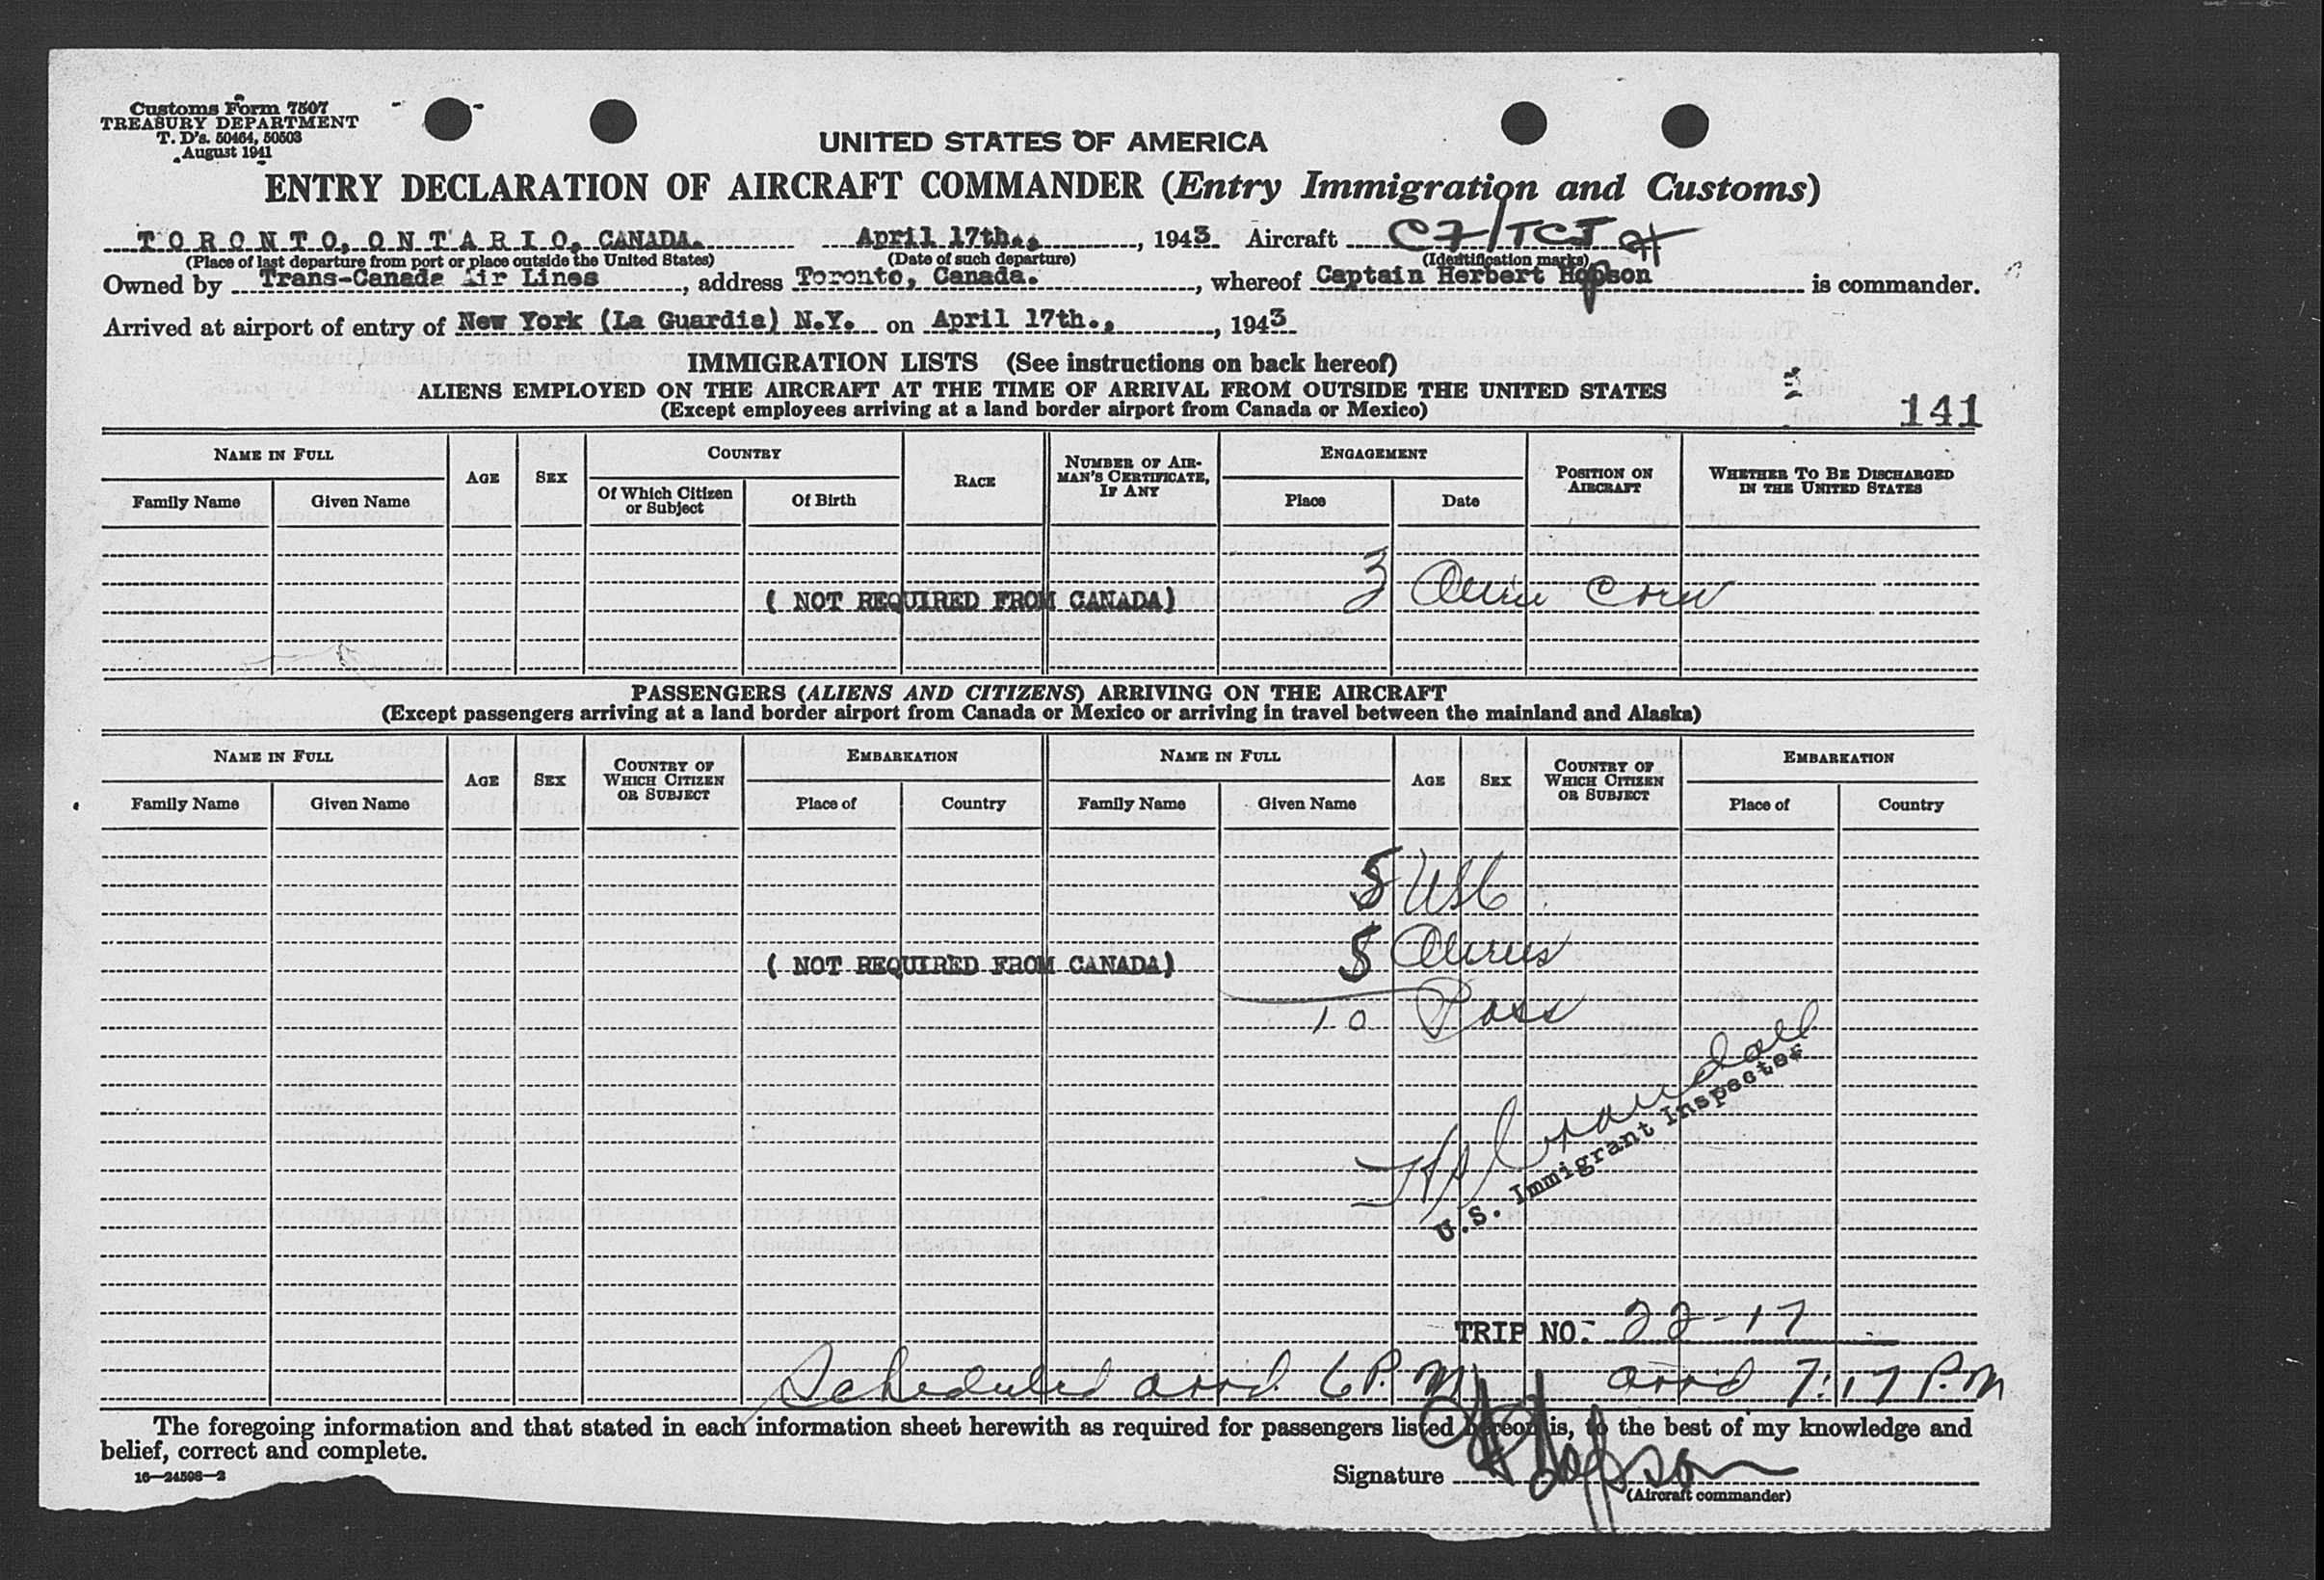 Customs Form 7507
TREASURY DEPARTMENT
T. D's. 50464, 50503
August 1941
UNITED STATES OF AMERICA
ENTRY DECLARATION OF AIRCRAFT COMMANDER (Entry Immigration and Customs)
TORONTO, ONTARIO, CANADA. April 17th., 1943 Aircraft CF/TCJ
(Place of last departure from port or place outside the United States) (Date of such departure) (Identification marks)
Owned by Trans-Canada Air Lines, address Toronto, Canada., whereof Captain Herbert Hopson is commander.
Arrived at airport of entry of New York (La Guardia) N.Y. on April 17th., 1943
IMMIGRATION LISTS (See instructions on back hereof)
ALIENS EMPLOYED ON THE AIRCRAFT AT THE TIME OF ARRIVAL FROM OUTSIDE THE UNITED STATES
(Except employees arriving at a land border airport from Canada or Mexico)
141
NAME IN FULL AGE SEX COUNTRY RACE NUMBER OF AIRMAN'S CERTIFICATE, IF ANY ENGAGEMENT POSITION ON AIRCRAFT WHETHER TO BE DISCHARGED IN THE UNITED STATES
Family Name Given Name Of Which Citizen or Subject Of Birth Place Date
( NOT REQUIRED FROM CANADA) 3 Alien Crew
PASSENGERS (ALIENS AND CITIZENS) ARRIVING ON THE AIRCRAFT
(Except passengers arriving at a land border airport from Canada or Mexico or arriving in travel between the mainland and Alaska)
NAME IN FULL AGE SEX COUNTRY OF WHICH CITIZEN OR SUBJECT EMBARKATION NAME IN FULL AGE SEX COUNTRY OF WHICH CITIZEN OR SUBJECT EMBARKATION
Family Name Given Name Place of Country Family Name Given Name Place of Country
5 USC
( NOT REQUIRED FROM CANADA) 5 Aliens
10 Pass
Crandall
U.S. Immigrant Inspector
TRIP NO. 22-17
Scheduled arrd. 6 P.M arrd 7:17 P.M
The foregoing information and that stated in each information sheet herewith as required for passengers listed hereon is, to the best of my knowledge and
belief, correct and complete.
16—24598—2
Signature H Hopson
(Aircraft commander)